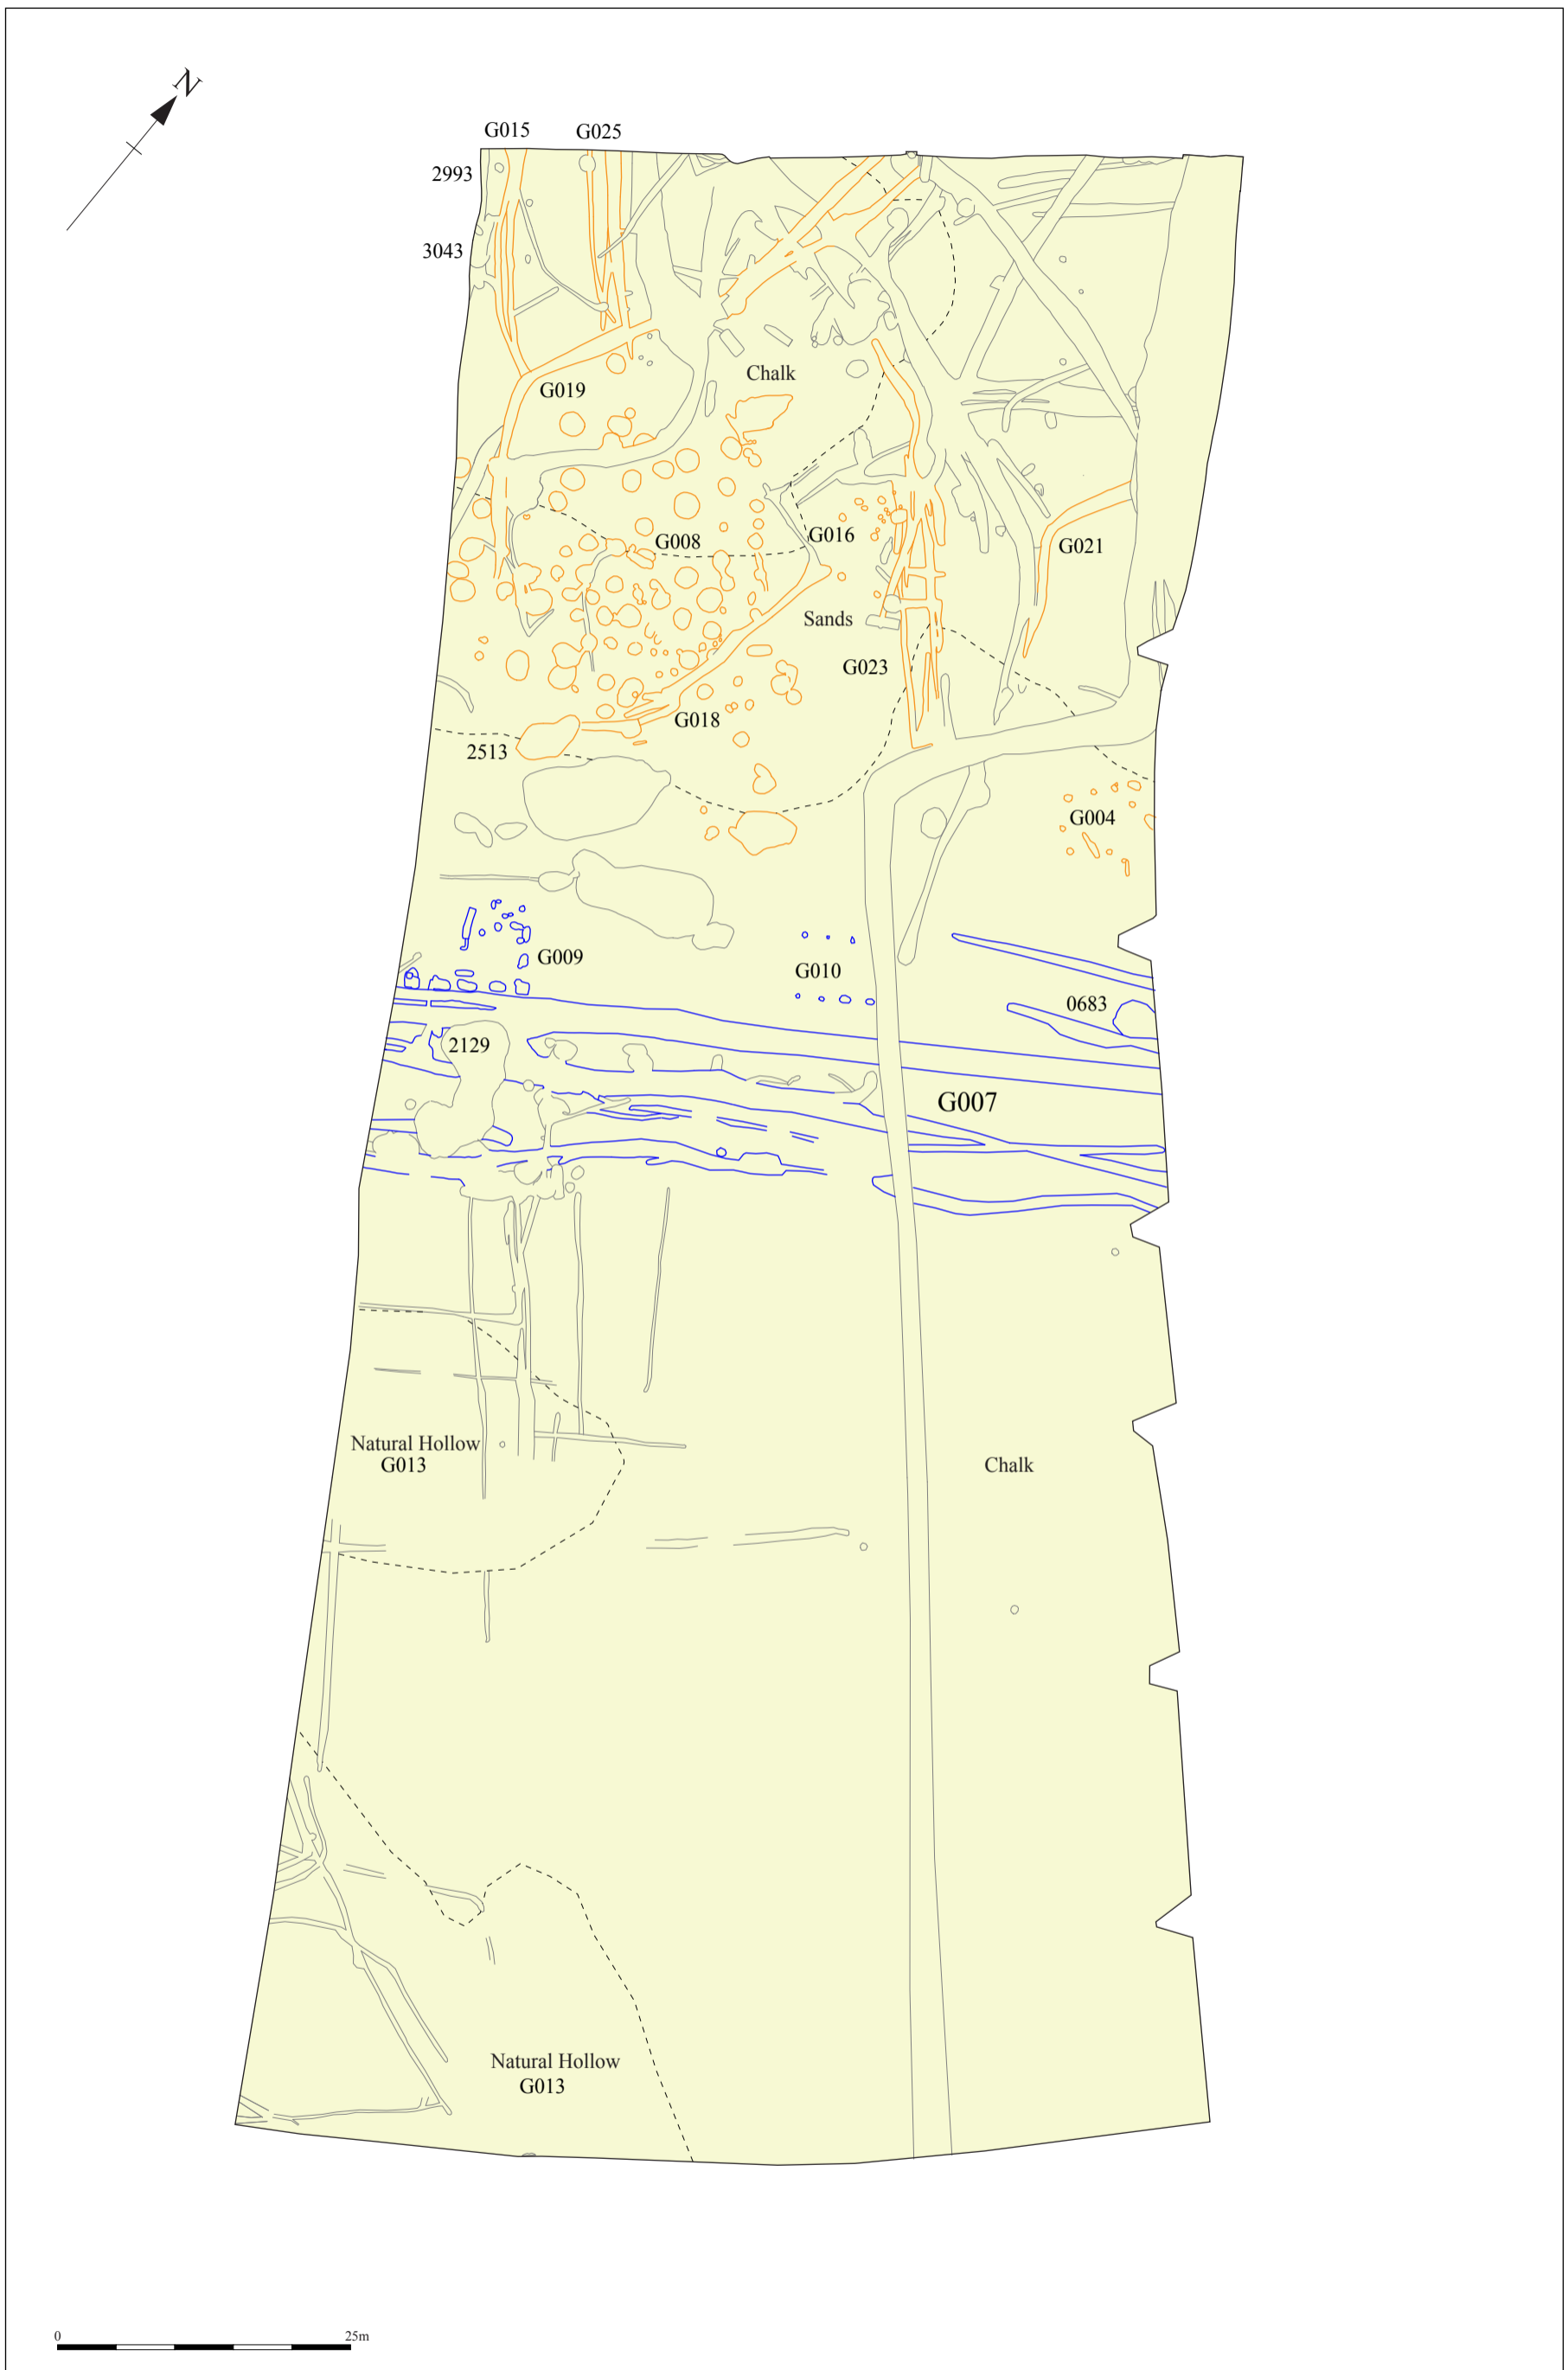 N
G015
G025
2993
3043
Chalk
G019
G008
G016
G021
Sands
G023
G018
2513
G004
G009
G010
0683
2129
G007
Natural Hollow
G013
Chalk
Natural Hollow
G013
0
25m